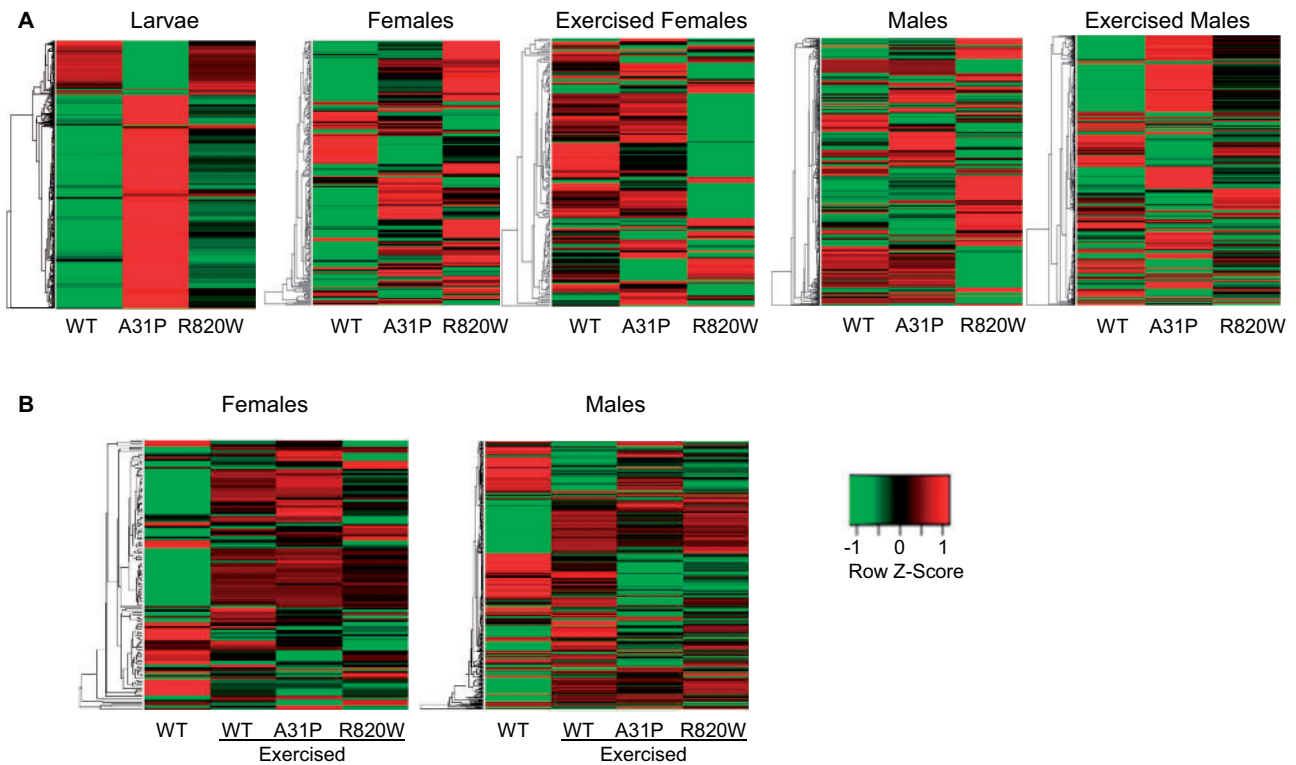 A
Larvae
Females
Exercised Females
Males
Exercised Males
WT A31P R820W
WT A31P R820W
WT A31P R820W
WT A31P R820W
WT A31P R820W
B
Females
Males
WT WT A31P R820W
Exercised
WT WT A31P R820W
Exercised
-1 0 1
Row Z-Score